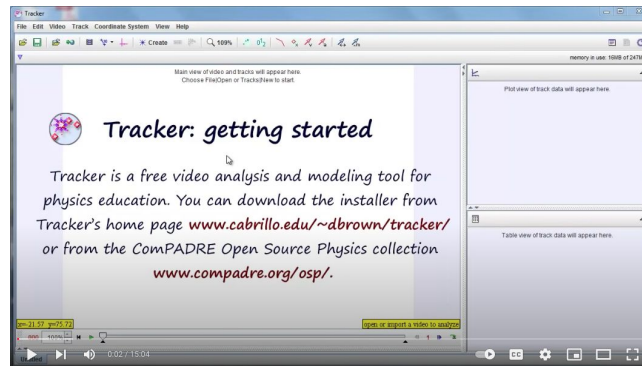 Tracker
File Edit Video Track Coordinate System View Help
Create 109%
memory in use: 16MB of 247M
Main view of video and tracks will appear here.
Choose File|Open or Tracks|New to start.
Plot view of track data will appear here.
Tracker: getting started
Tracker is a free video analysis and modeling tool for
physics education. You can download the installer from
Tracker's home page www.cabrillo.edu/~dbrown/tracker/
or from the ComPADRE Open Source Physics collection
www.compadre.org/osp/.
Table view of track data will appear here.
x=-21.57 y=75.72 open or import a video to analyze
000 100% 1
0:02 / 15:04 CC
Untitled